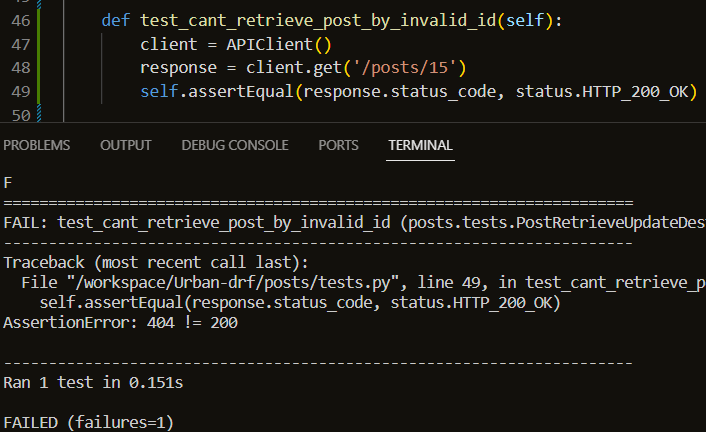 46 def test_cant_retrieve_post_by_invalid_id(self):
47 client = APIClient()
48 response = client.get('/posts/15')
49 self.assertEqual(response.status_code, status.HTTP_200_OK)
50
PROBLEMS OUTPUT DEBUG CONSOLE PORTS TERMINAL
F
======================================================================
FAIL: test_cant_retrieve_post_by_invalid_id (posts.tests.PostRetrieveUpdateDes
----------------------------------------------------------------------
Traceback (most recent call last):
File "/workspace/Urban-drf/posts/tests.py", line 49, in test_cant_retrieve_p
self.assertEqual(response.status_code, status.HTTP_200_OK)
AssertionError: 404 != 200
----------------------------------------------------------------------
Ran 1 test in 0.151s
FAILED (failures=1)